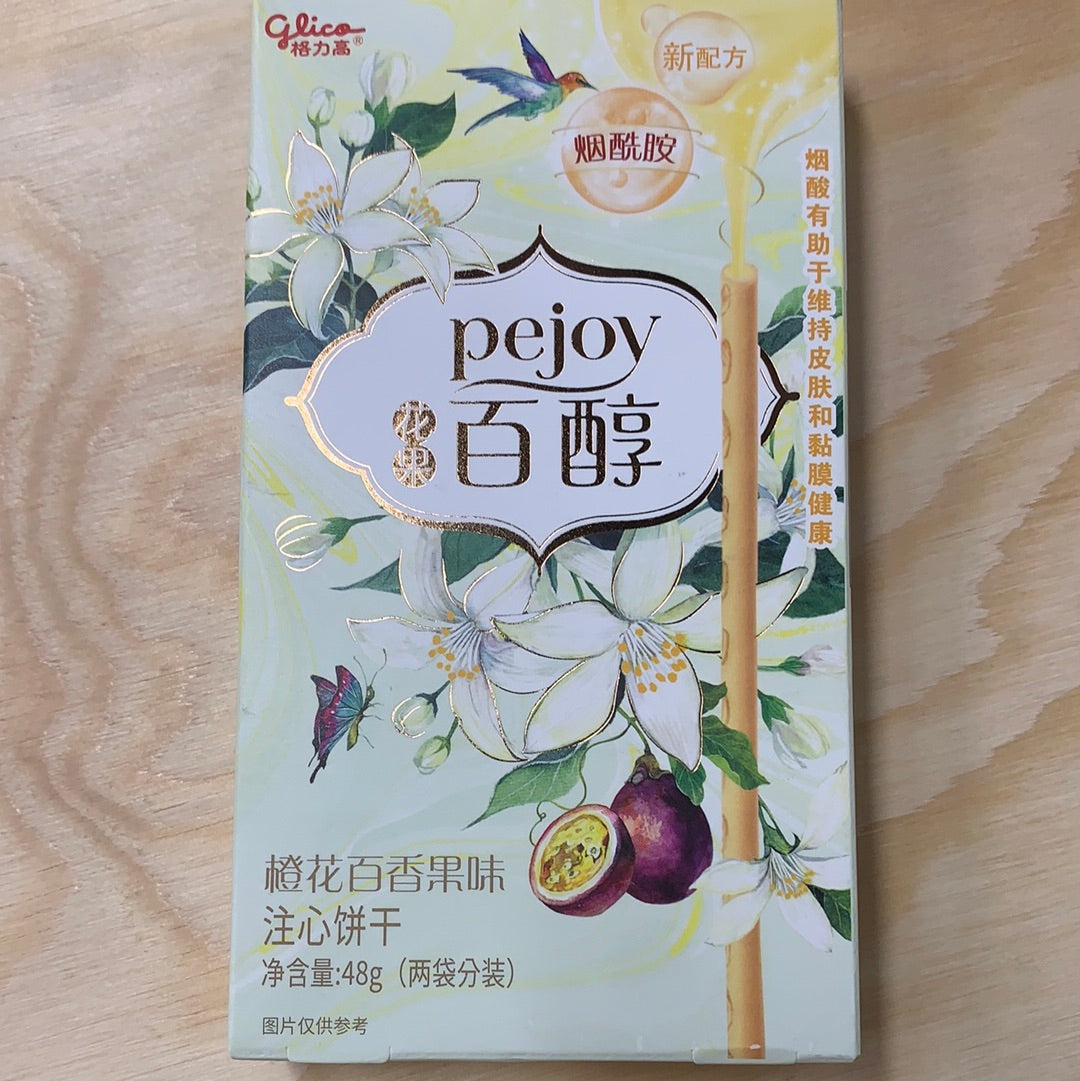 Glico
格力高®
新配方
烟酰胺
烟酸有助于维持皮肤和黏膜健康
pejoy
花果
百醇
橙花百香果味
注心饼干
净含量:48g（两袋分装）
图片仅供参考